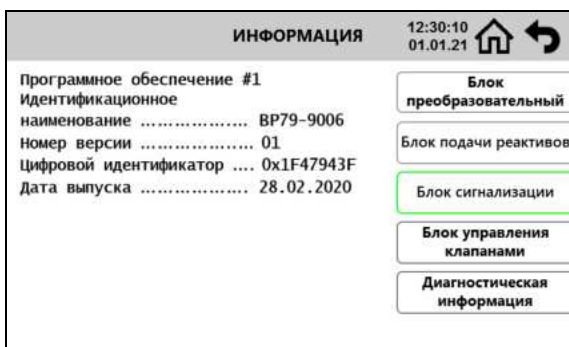 ИНФОРМАЦИЯ
12:30:10
01.01.21
Программное обеспечение #1
Идентификационное
наименование ................... BP79-9006
Номер версии .................... 01
Цифровой идентификатор .... 0x1F47943F
Дата выпуска ................... 28.02.2020
Блок
преобразовательный
Блок подачи реактивов
Блок сигнализации
Блок управления
клапанами
Диагностическая
информация